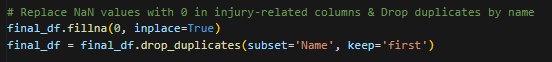 # Replace NaN values with 0 in injury-related columns & Drop duplicates by name
final_df.fillna(0, inplace=True)
final_df = final_df.drop_duplicates(subset='Name', keep='first')